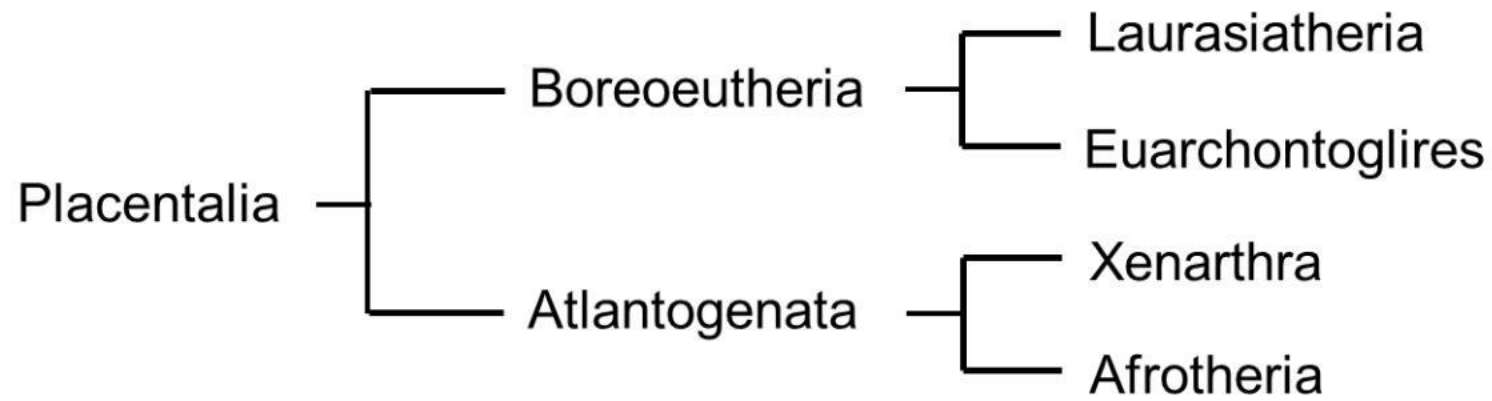 Laurasiatheria
Boreoeutheria
Euarchontoglires
Placentalia
Xenarthra
Atlantogenata
Afrotheria